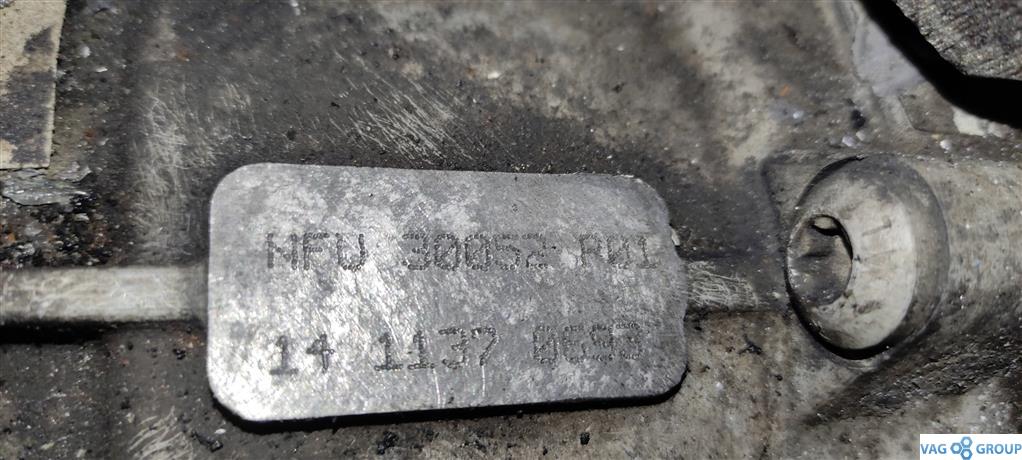 NFU 30052 R01
14 1137
VAG GROUP